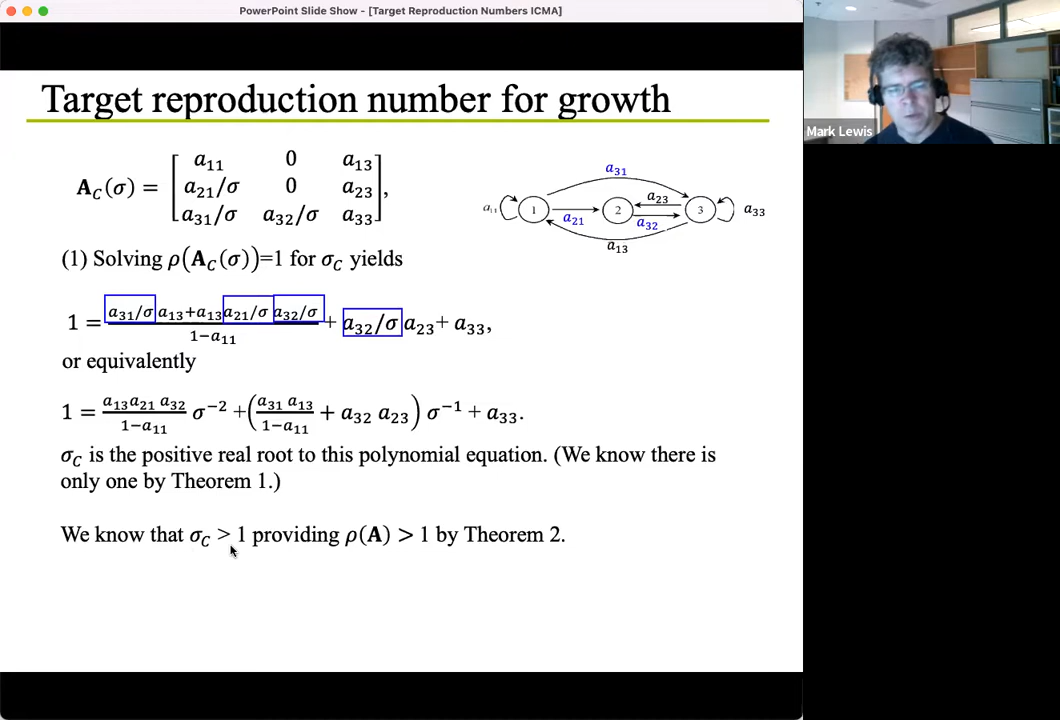 PowerPoint Slide Show - [Target Reproduction Numbers ICMA]
Mark Lewis
Target reproduction number for growth
A_C(σ) = [ a₁₁ 0 a₁₃
a₂₁/σ 0 a₂₃
a₃₁/σ a₃₂/σ a₃₃ ],
a₃₁
a₁₁ 1 a₂₁ 2 a₂₃ a₃₂ 3 a₃₃
a₁₃
(1) Solving ρ(A_C(σ))=1 for σ_C yields
1 = (a₃₁/σ a₁₃+a₁₃a₂₁/σ a₃₂/σ)/(1−a₁₁) + a₃₂/σ a₂₃+ a₃₃,
or equivalently
1 = (a₁₃a₂₁ a₃₂)/(1−a₁₁) σ⁻² +((a₃₁ a₁₃)/(1−a₁₁) + a₃₂ a₂₃) σ⁻¹ + a₃₃.
σ_C is the positive real root to this polynomial equation. (We know there is
only one by Theorem 1.)
We know that σ_C > 1 providing ρ(A) > 1 by Theorem 2.